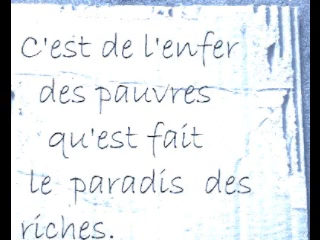 C'est de l'enfer
des pauvres
qu'est fait
le paradis des
riches.